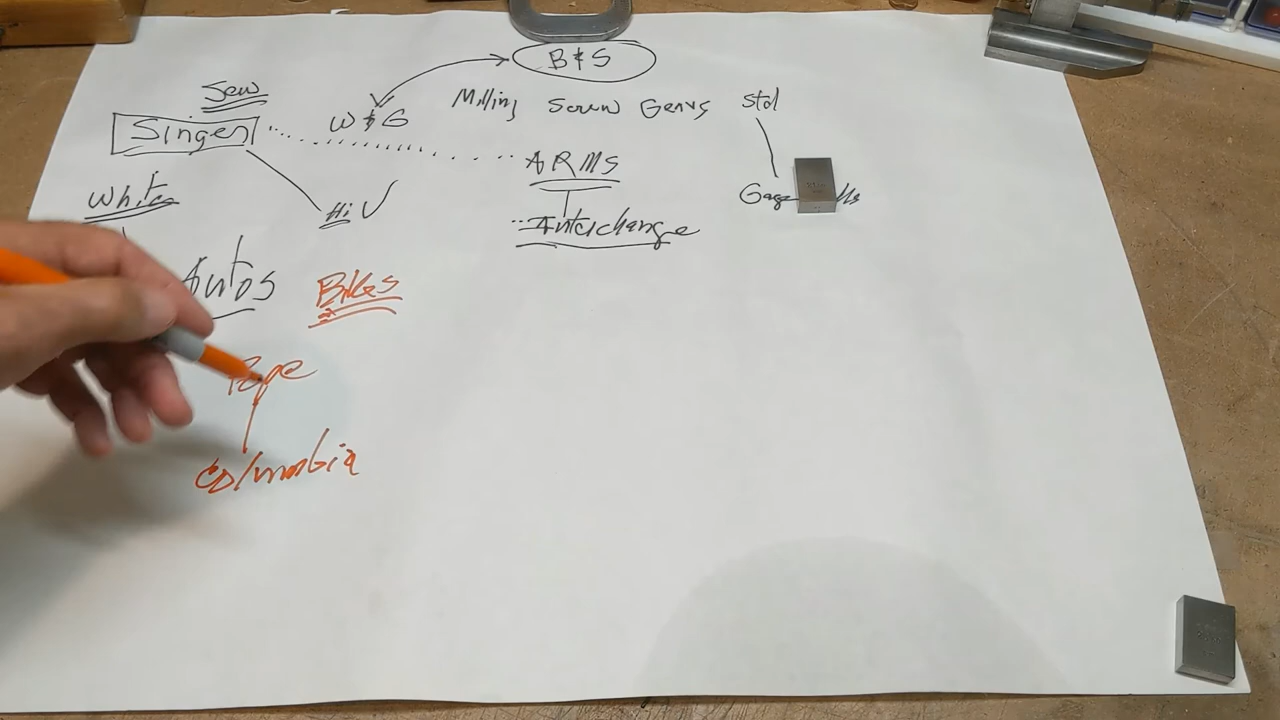 B&S
Sew
Milling Screw Gears Std
Singer W&G
ARMS
White Hi V Gage
Interchange
Autos Bikes
Pope
Columbia